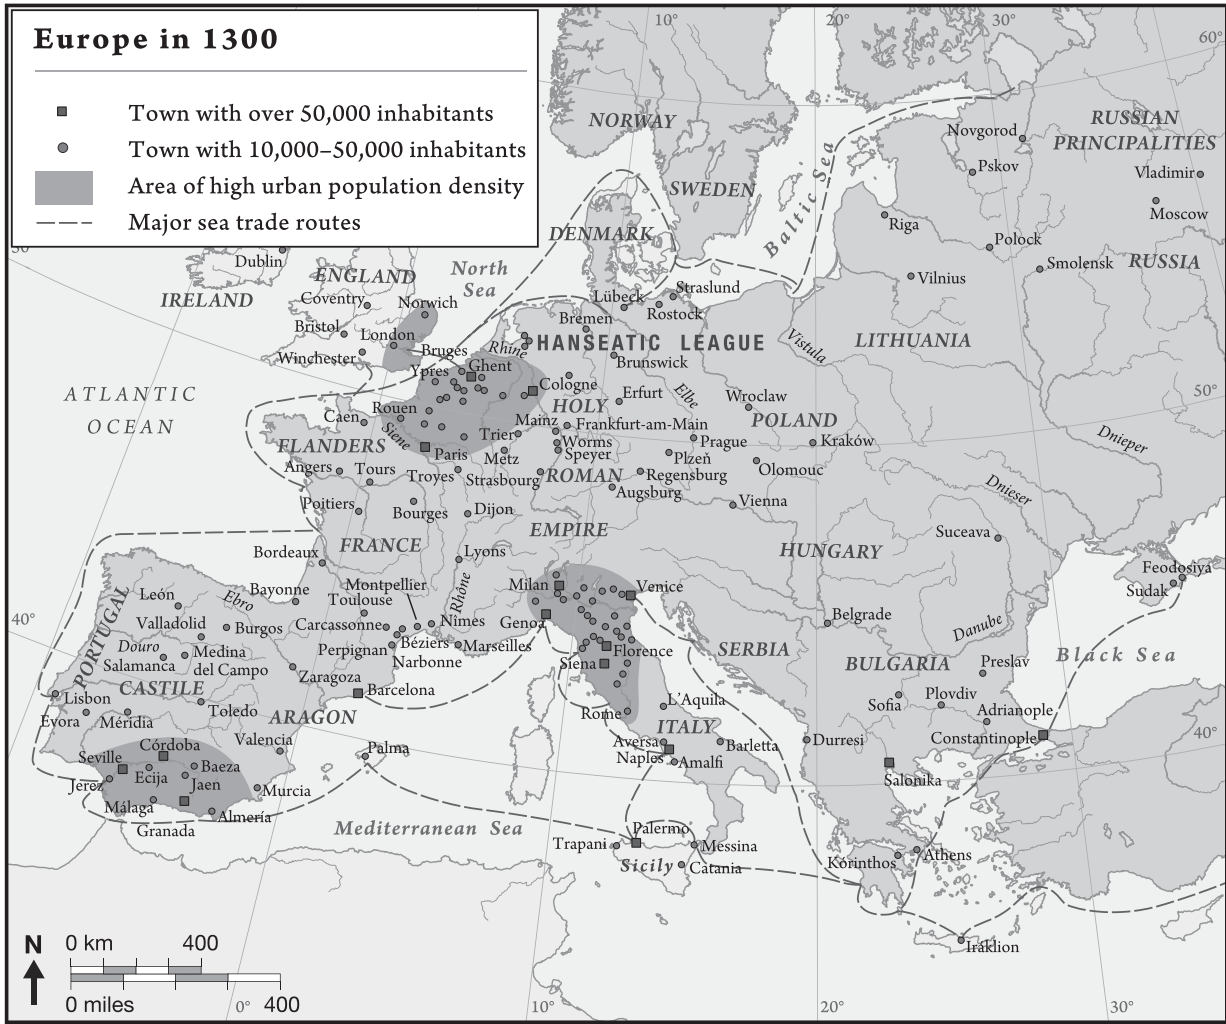 Europe in 1300
Town with over 50,000 inhabitants
Town with 10,000–50,000 inhabitants
Area of high urban population density
Major sea trade routes
10°
20°
30°
60°
NORWAY
SWEDEN
DENMARK
Baltic Sea
RUSSIAN
PRINCIPALITIES
Novgorod
Pskov
Vladimir
Moscow
Riga
Polock
Smolensk
RUSSIA
Vilnius
LITHUANIA
Dublin
IRELAND
ENGLAND
North
Sea
Coventry
Norwich
Bristol
London
Winchester
Lübeck
Straslund
Rostock
Bremen
HANSEATIC LEAGUE
Rhine
Bruges
Ypres
Ghent
Brunswick
Vistula
Cologne
Erfurt
Elbe
Wroclaw
POLAND
50°
ATLANTIC
OCEAN
Caen
Rouen
Siene
FLANDERS
HOLY
Mainz
Frankfurt-am-Main
Trier
Worms
Speyer
Metz
Paris
Prague
Plzeň
Kraków
Olomouc
Dnieper
Dnieser
Angers
Tours
Troyes
Strasbourg
ROMAN
Regensburg
Augsburg
Vienna
Poitiers
Bourges
Dijon
EMPIRE
FRANCE
Lyons
HUNGARY
Suceava
Feodosiya
Sudak
Bordeaux
Bayonne
Montpellier
Toulouse
Rhône
Milan
Venice
Genoa
León
Ebro
Valladolid
Burgos
Carcassonne
Nîmes
Béziers
Marseilles
Perpignan
Narbonne
Florence
Siena
Belgrade
Danube
SERBIA
BULGARIA
Preslav
Black Sea
40°
PORTUGAL
Douro
Medina
del Campo
Salamanca
CASTILE
Zaragoza
Barcelona
Lisbon
Evora
Méridia
Toledo
ARAGON
Rome
L'Aquila
ITALY
Sofia
Plovdiv
Adrianople
Constantinople
40°
Valencia
Palma
Aversa
Naples
Amalfi
Barletta
Durresi
Salonika
Seville
Córdoba
Ecija
Baeza
Jaen
Jerez
Málaga
Murcia
Almería
Granada
Mediterranean Sea
Palermo
Trapani
Messina
Sicily
Catania
Kórinthos
Athens
Iráklion
N
0 km
400
0 miles
400
0°
10°
20°
30°